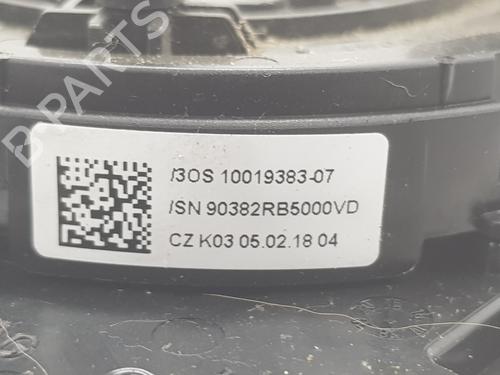 B-PARTS
/3OS 10019383-07
/SN 90382RB5000VD
CZ K03 05.02.18 04